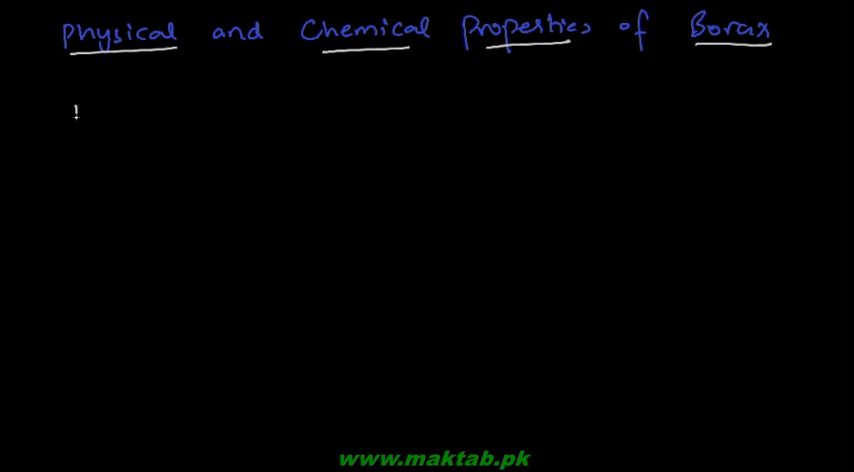 Physical and Chemical Properties of Borax
www.maktab.pk